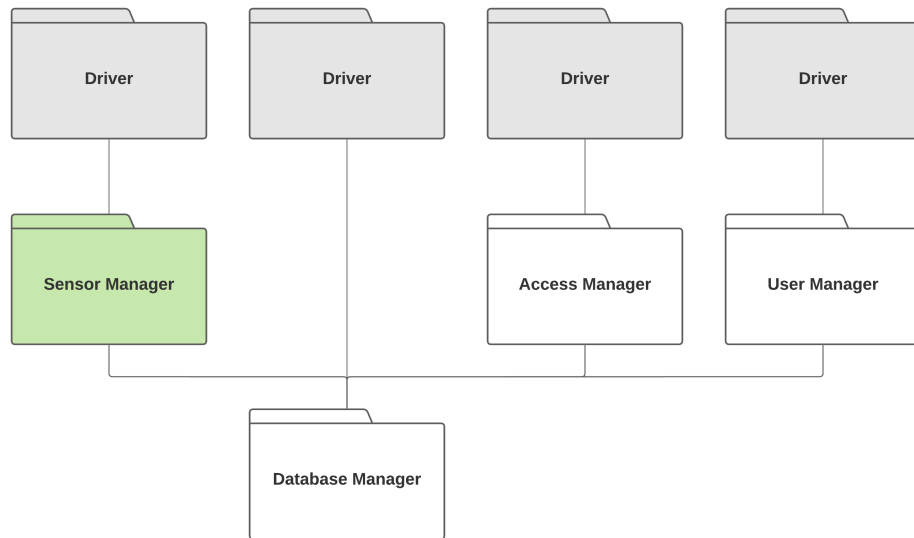 Driver
Driver
Driver
Driver
Sensor Manager
Access Manager
User Manager
Database Manager